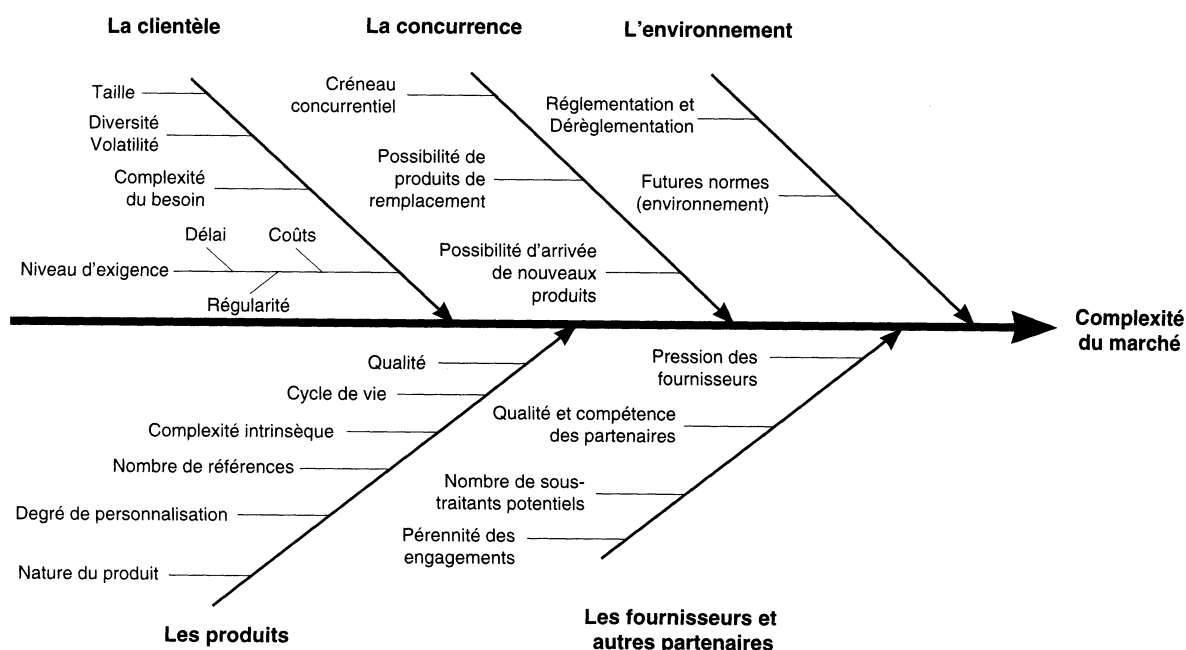 La clientèle
La concurrence
L'environnement
Taille
Diversité
Volatilité
Complexité
du besoin
Délai
Coûts
Niveau d'exigence
Régularité
Créneau
concurrentiel
Possibilité de
produits de
remplacement
Possibilité d'arrivée
de nouveaux
produits
Réglementation et
Dérèglementation
Futures normes
(environnement)
Complexité
du marché
Qualité
Cycle de vie
Complexité intrinsèque
Nombre de références
Degré de personnalisation
Nature du produit
Les produits
Pression des
fournisseurs
Qualité et compétence
des partenaires
Nombre de sous-
traitants potentiels
Pérennité des
engagements
Les fournisseurs et
autres partenaires